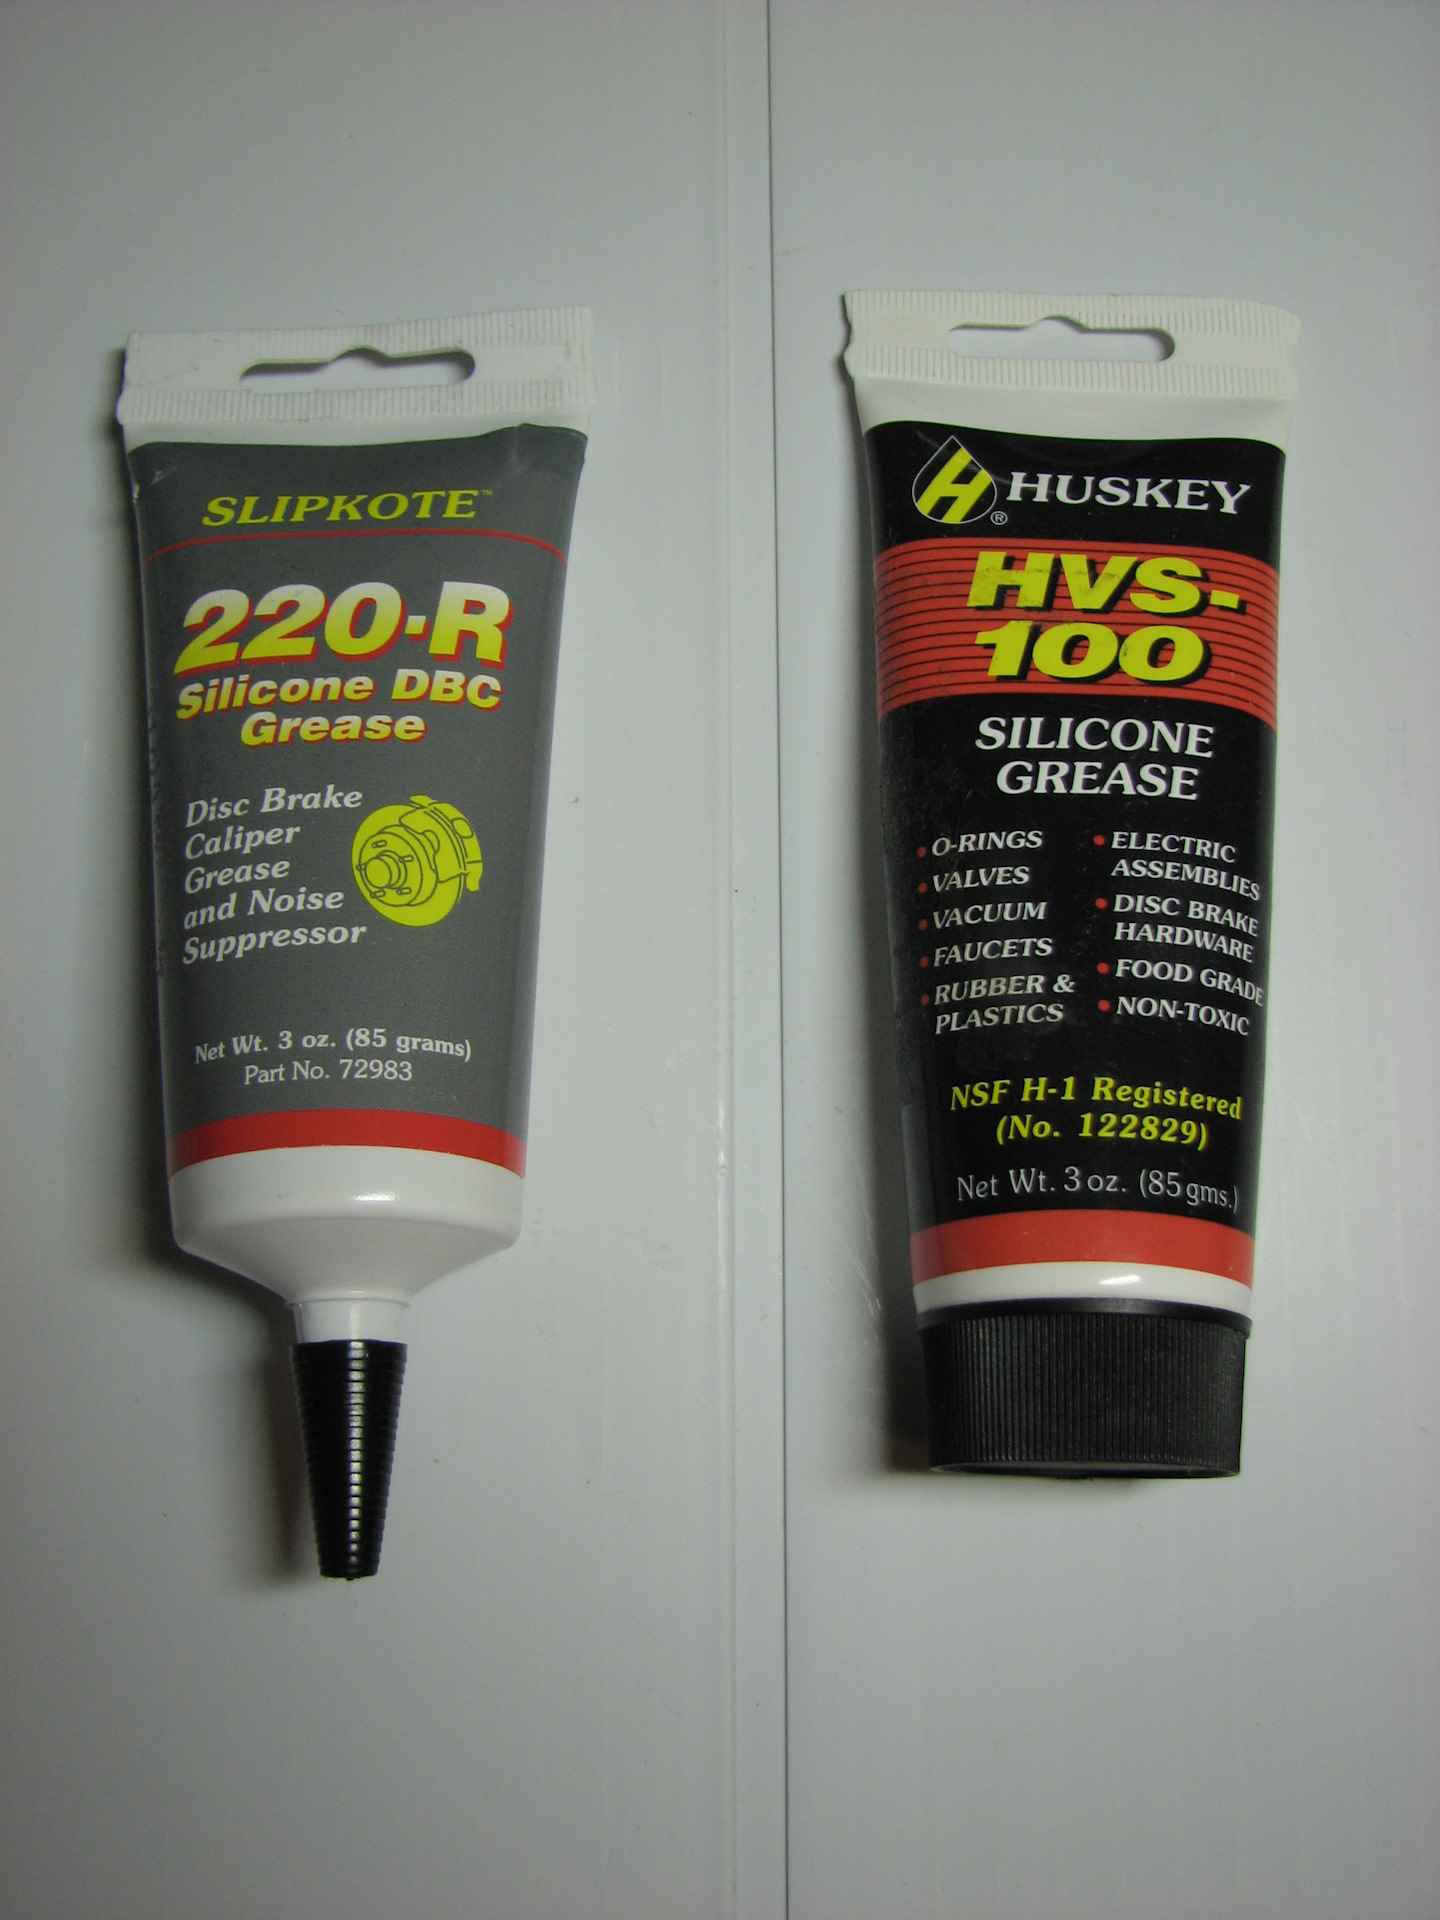 SLIPKOTE™
220-R
Silicone DBC
Grease
Disc Brake
Caliper
Grease
and Noise
Suppressor
Net Wt. 3 oz. (85 grams)
Part No. 72983
H® HUSKEY
HVS-
100
SILICONE
GREASE
• O-RINGS
• VALVES
• VACUUM
• FAUCETS
• RUBBER &
PLASTICS
• ELECTRIC
ASSEMBLIES
• DISC BRAKE
HARDWARE
• FOOD GRADE
• NON-TOXIC
NSF H-1 Registered
(No. 122829)
Net Wt. 3 oz. (85 gms.)